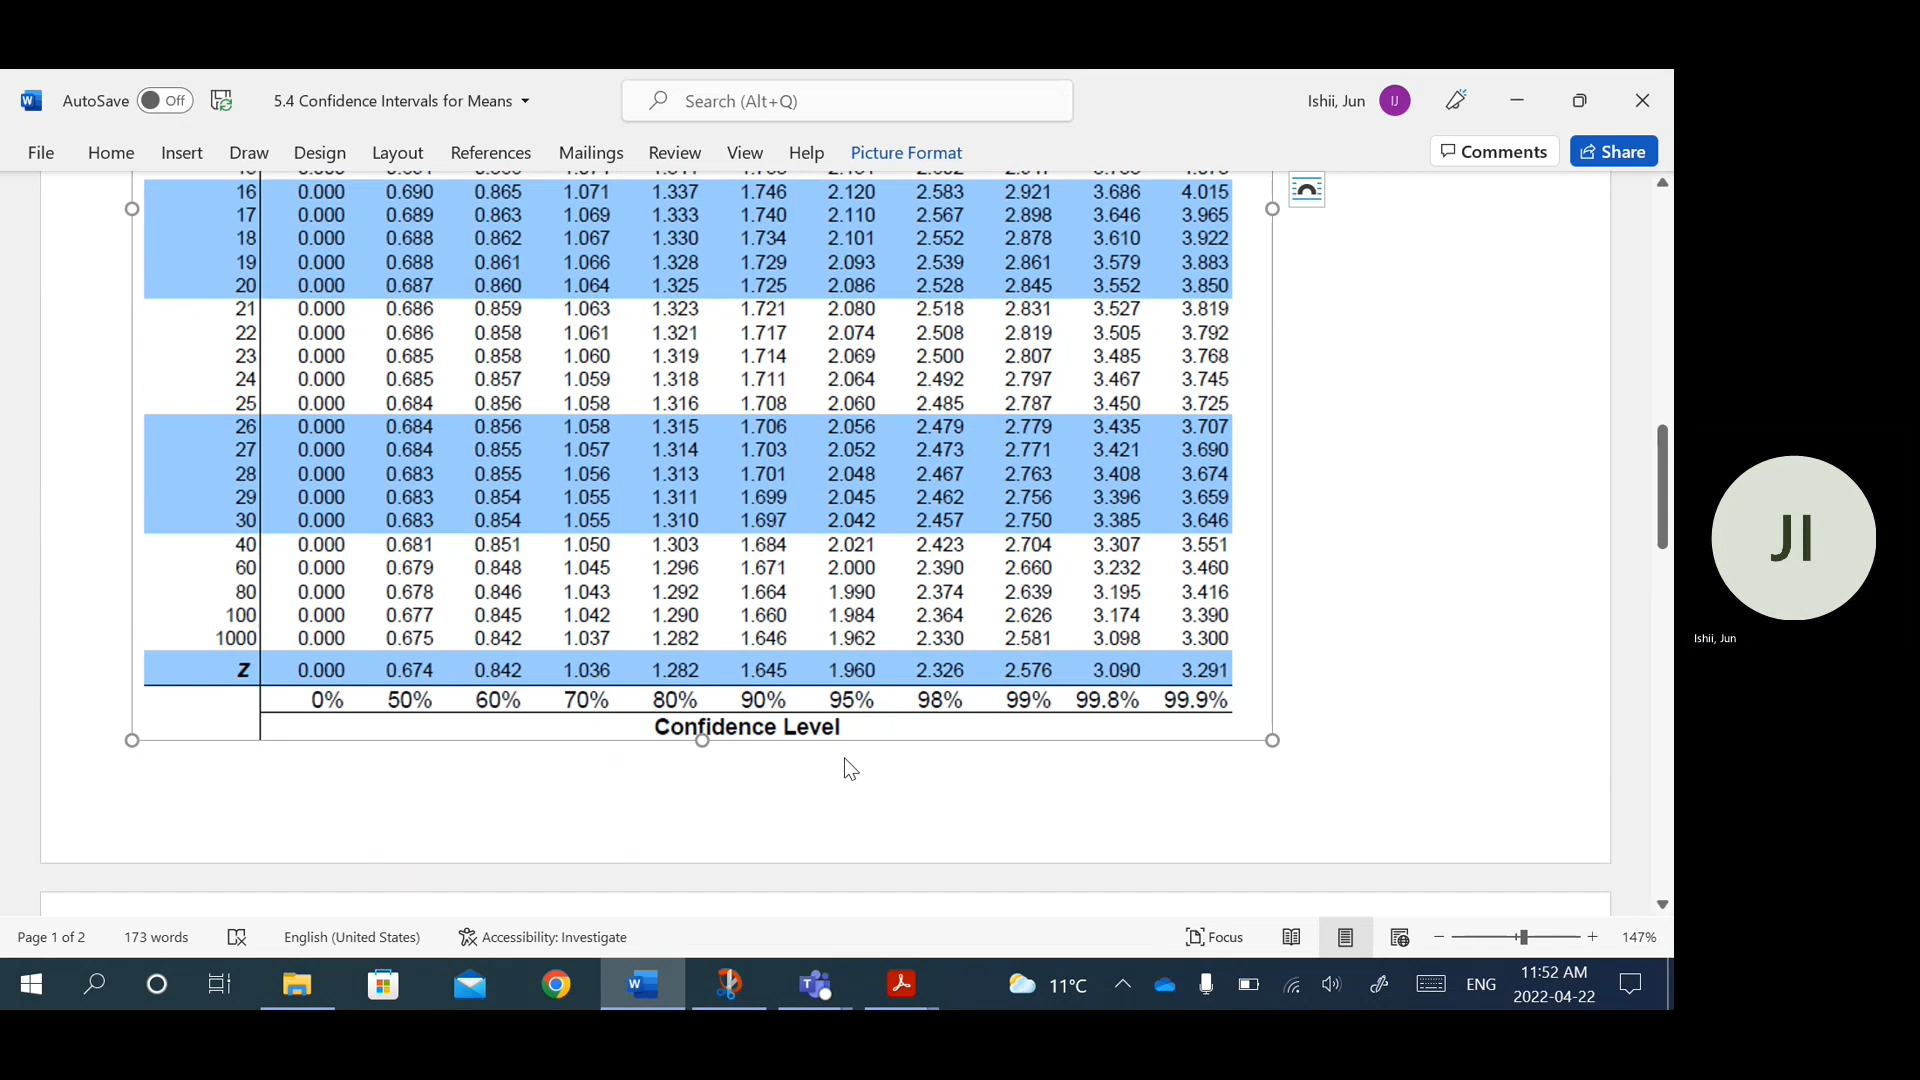 AutoSave Off 5.4 Confidence Intervals for Means Search (Alt+Q) Ishii, Jun IJ
File Home Insert Draw Design Layout References Mailings Review View Help Picture Format Comments Share
16 0.000 0.690 0.865 1.071 1.337 1.746 2.120 2.583 2.921 3.686 4.015
17 0.000 0.689 0.863 1.069 1.333 1.740 2.110 2.567 2.898 3.646 3.965
18 0.000 0.688 0.862 1.067 1.330 1.734 2.101 2.552 2.878 3.610 3.922
19 0.000 0.688 0.861 1.066 1.328 1.729 2.093 2.539 2.861 3.579 3.883
20 0.000 0.687 0.860 1.064 1.325 1.725 2.086 2.528 2.845 3.552 3.850
21 0.000 0.686 0.859 1.063 1.323 1.721 2.080 2.518 2.831 3.527 3.819
22 0.000 0.686 0.858 1.061 1.321 1.717 2.074 2.508 2.819 3.505 3.792
23 0.000 0.685 0.858 1.060 1.319 1.714 2.069 2.500 2.807 3.485 3.768
24 0.000 0.685 0.857 1.059 1.318 1.711 2.064 2.492 2.797 3.467 3.745
25 0.000 0.684 0.856 1.058 1.316 1.708 2.060 2.485 2.787 3.450 3.725
26 0.000 0.684 0.856 1.058 1.315 1.706 2.056 2.479 2.779 3.435 3.707
27 0.000 0.684 0.855 1.057 1.314 1.703 2.052 2.473 2.771 3.421 3.690
28 0.000 0.683 0.855 1.056 1.313 1.701 2.048 2.467 2.763 3.408 3.674
29 0.000 0.683 0.854 1.055 1.311 1.699 2.045 2.462 2.756 3.396 3.659
30 0.000 0.683 0.854 1.055 1.310 1.697 2.042 2.457 2.750 3.385 3.646
40 0.000 0.681 0.851 1.050 1.303 1.684 2.021 2.423 2.704 3.307 3.551
60 0.000 0.679 0.848 1.045 1.296 1.671 2.000 2.390 2.660 3.232 3.460
80 0.000 0.678 0.846 1.043 1.292 1.664 1.990 2.374 2.639 3.195 3.416
100 0.000 0.677 0.845 1.042 1.290 1.660 1.984 2.364 2.626 3.174 3.390
1000 0.000 0.675 0.842 1.037 1.282 1.646 1.962 2.330 2.581 3.098 3.300
z 0.000 0.674 0.842 1.036 1.282 1.645 1.960 2.326 2.576 3.090 3.291
0% 50% 60% 70% 80% 90% 95% 98% 99% 99.8% 99.9%
Confidence Level
JI
Ishii, Jun
Page 1 of 2 173 words English (United States) Accessibility: Investigate Focus 147%
11°C ENG 11:52 AM
2022-04-22